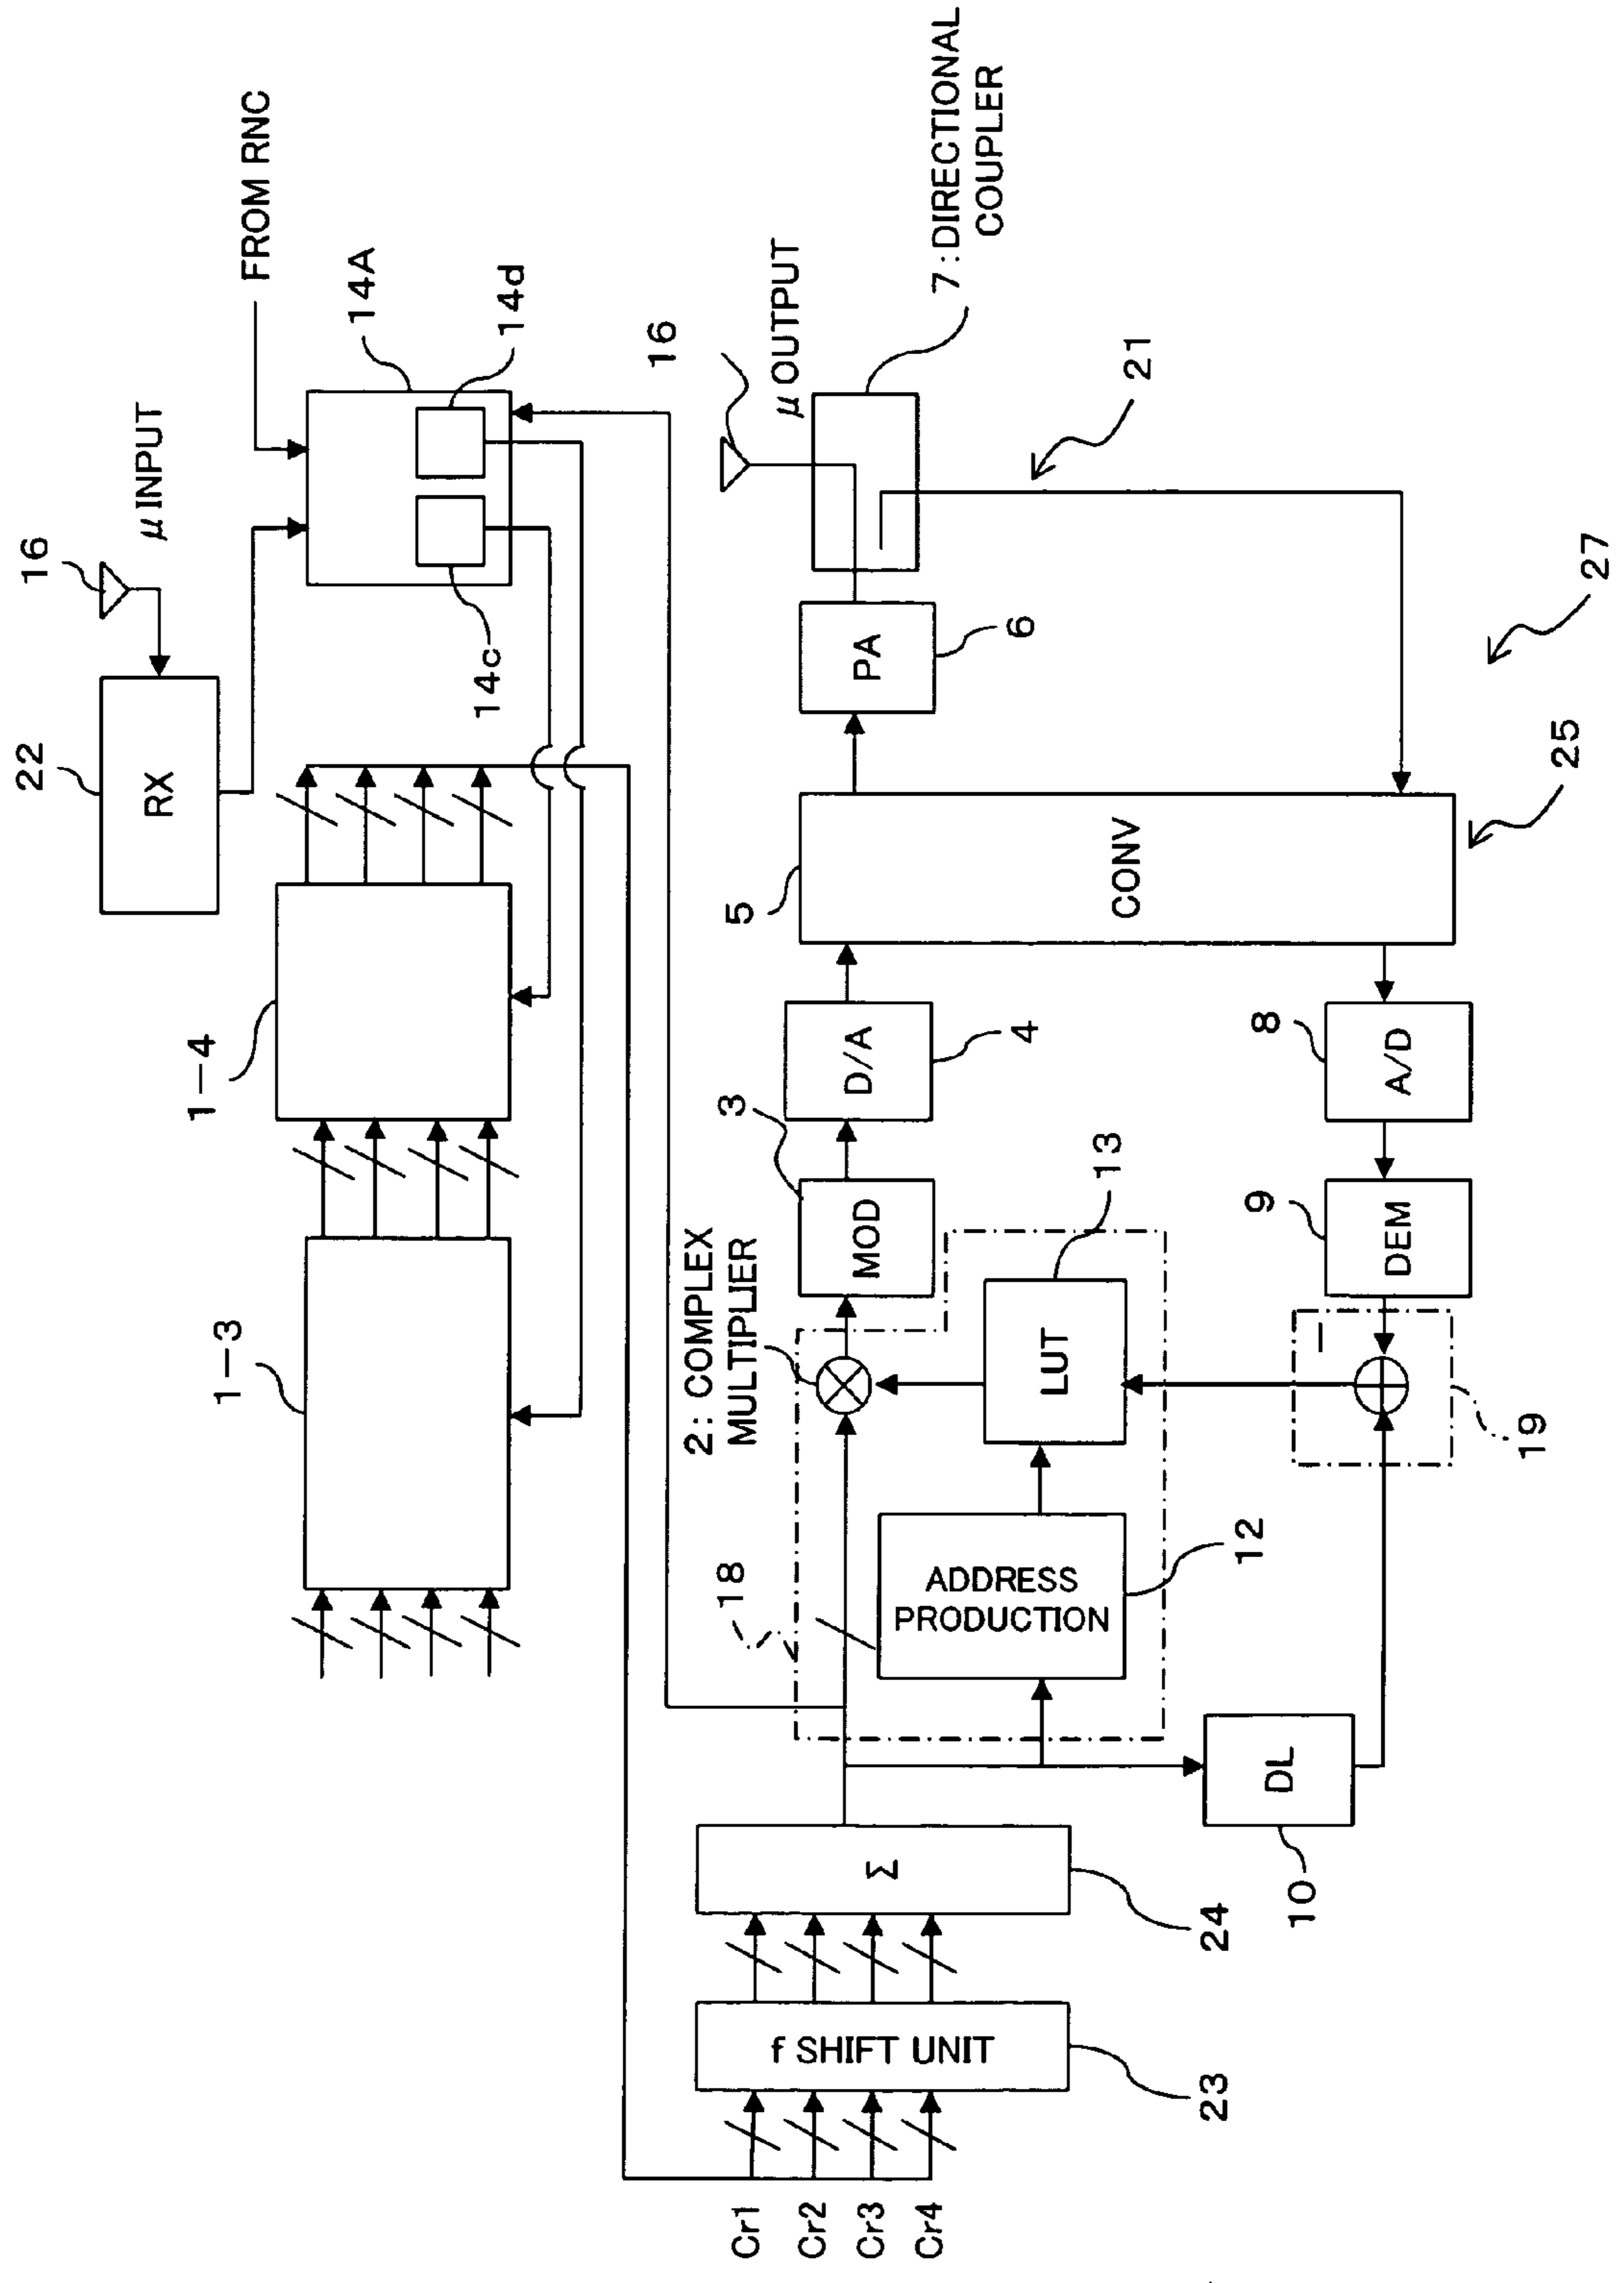 16
μ INPUT
FROM RNC
22
RX
14A
14d
14c
1-4
1-3
16
μ OUTPUT
7:DIRECTIONAL
COUPLER
21
PA
6
5
CONV
25
27
D/A
4
3
MOD
2: COMPLEX
MULTIPLIER
13
LUT
8
A/D
9
DEM
−
19
18
ADDRESS
PRODUCTION
12
DL
10
Σ
24
f SHIFT UNIT
23
Cr1
Cr2
Cr3
Cr4